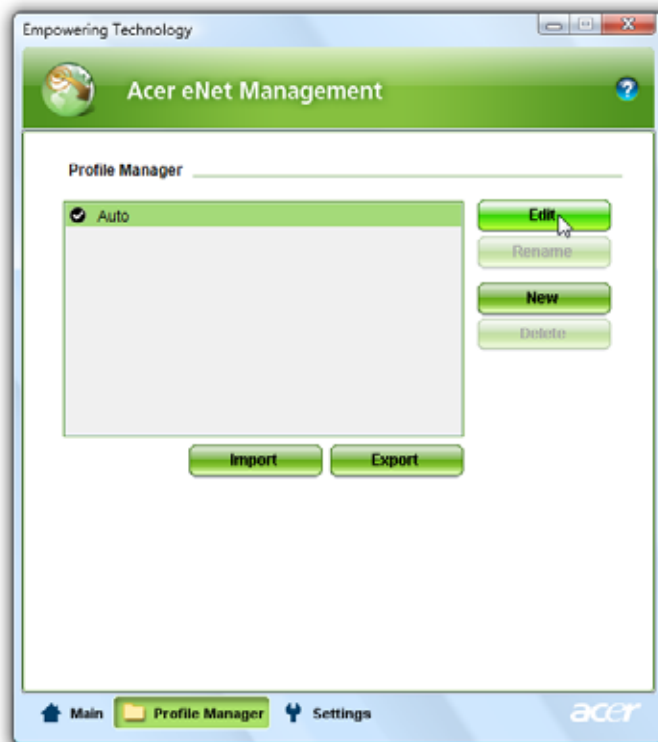 Empowering Technology
Acer eNet Management
?
Profile Manager
Auto
Edit
Rename
New
Delete
Import Export
Main Profile Manager Settings acer